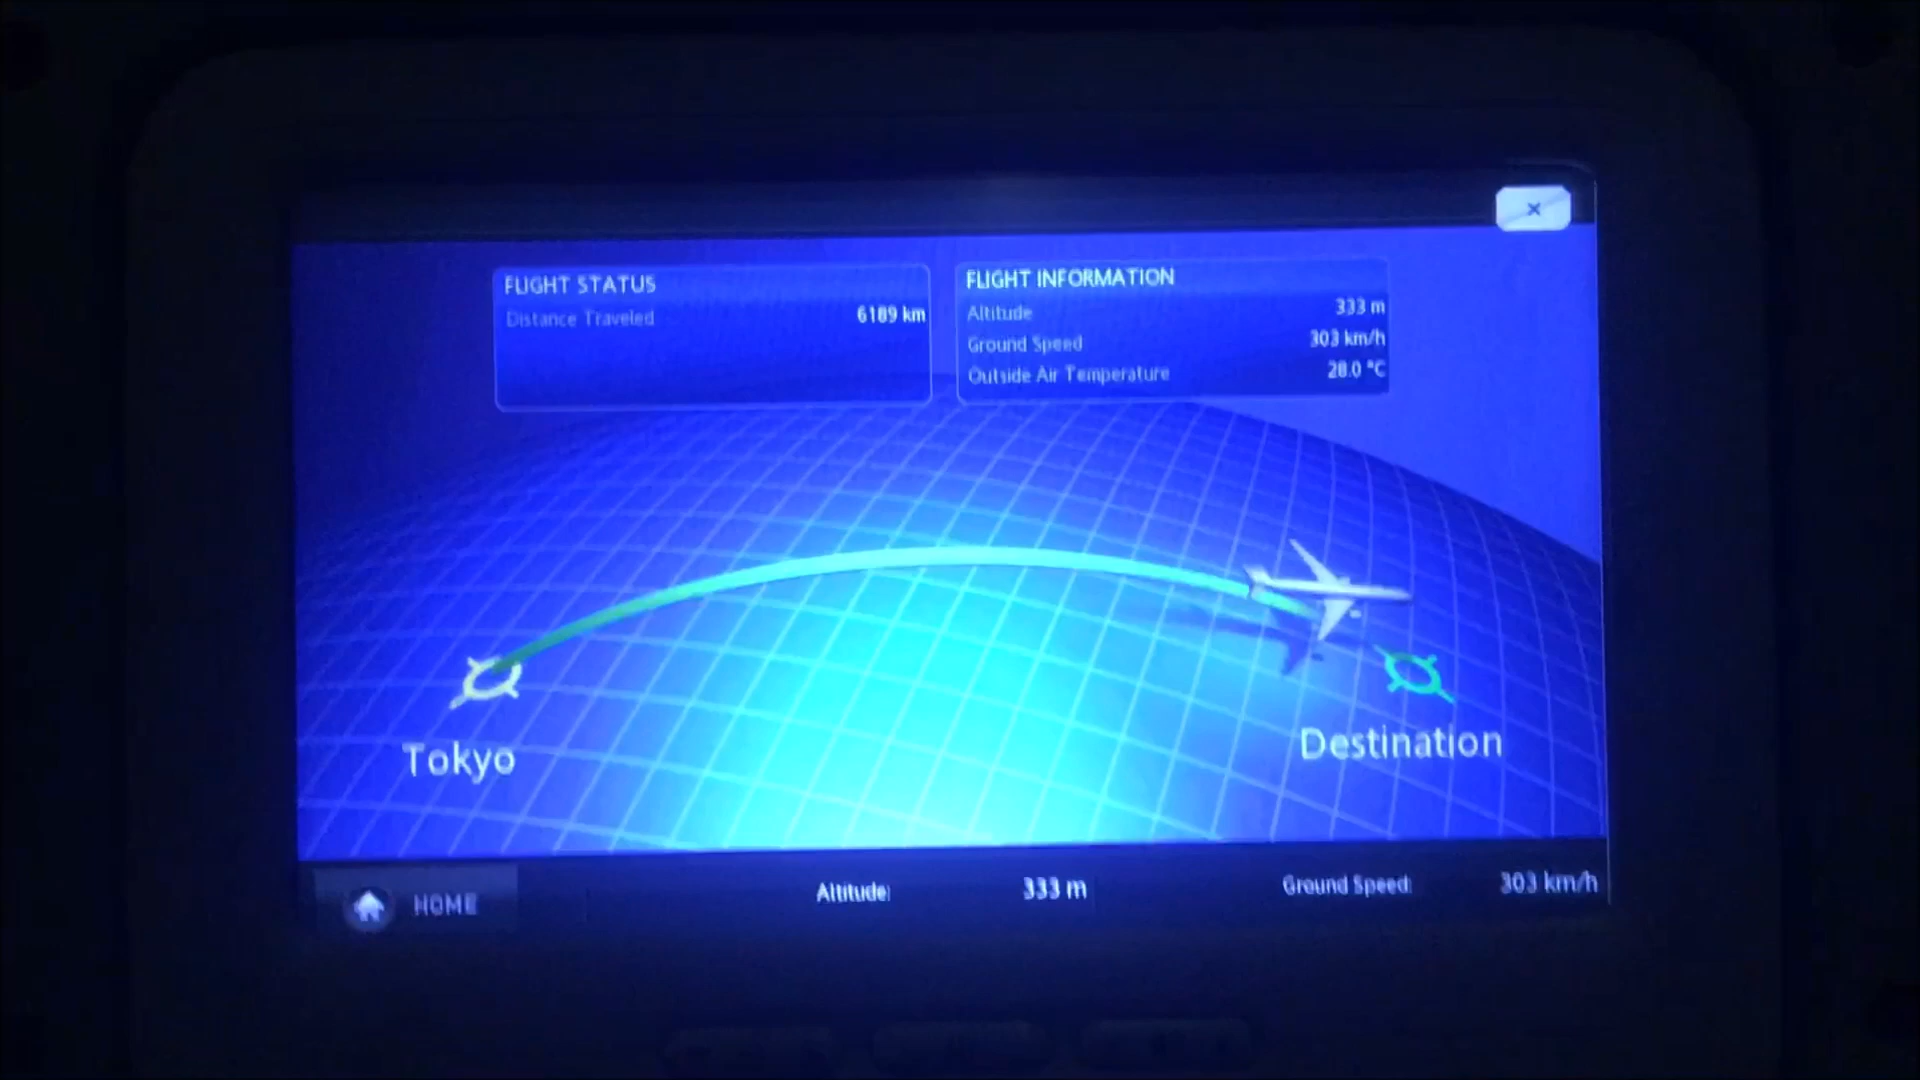 ×
FLIGHT STATUS
Distance Traveled 6189 km
FLIGHT INFORMATION
Altitude 333 m
Ground Speed 303 km/h
Outside Air Temperature 28.0 °C
Tokyo
Destination
HOME
Altitude: 333 m
Ground Speed: 303 km/h